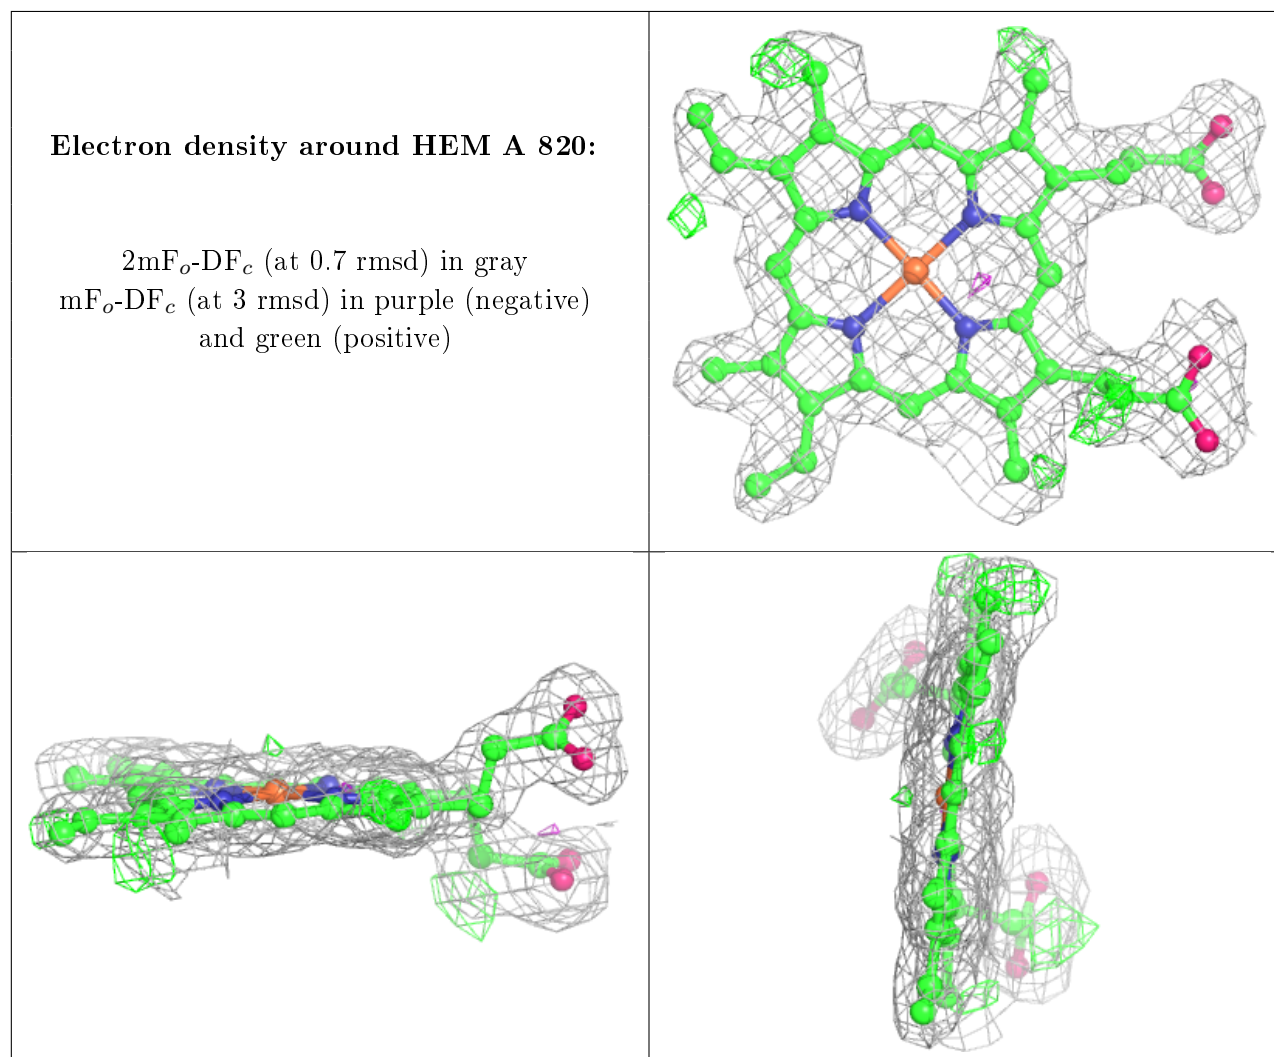 Electron density around HEM A 820:
2mFo-DFc (at 0.7 rmsd) in gray
mFo-DFc (at 3 rmsd) in purple (negative)
and green (positive)